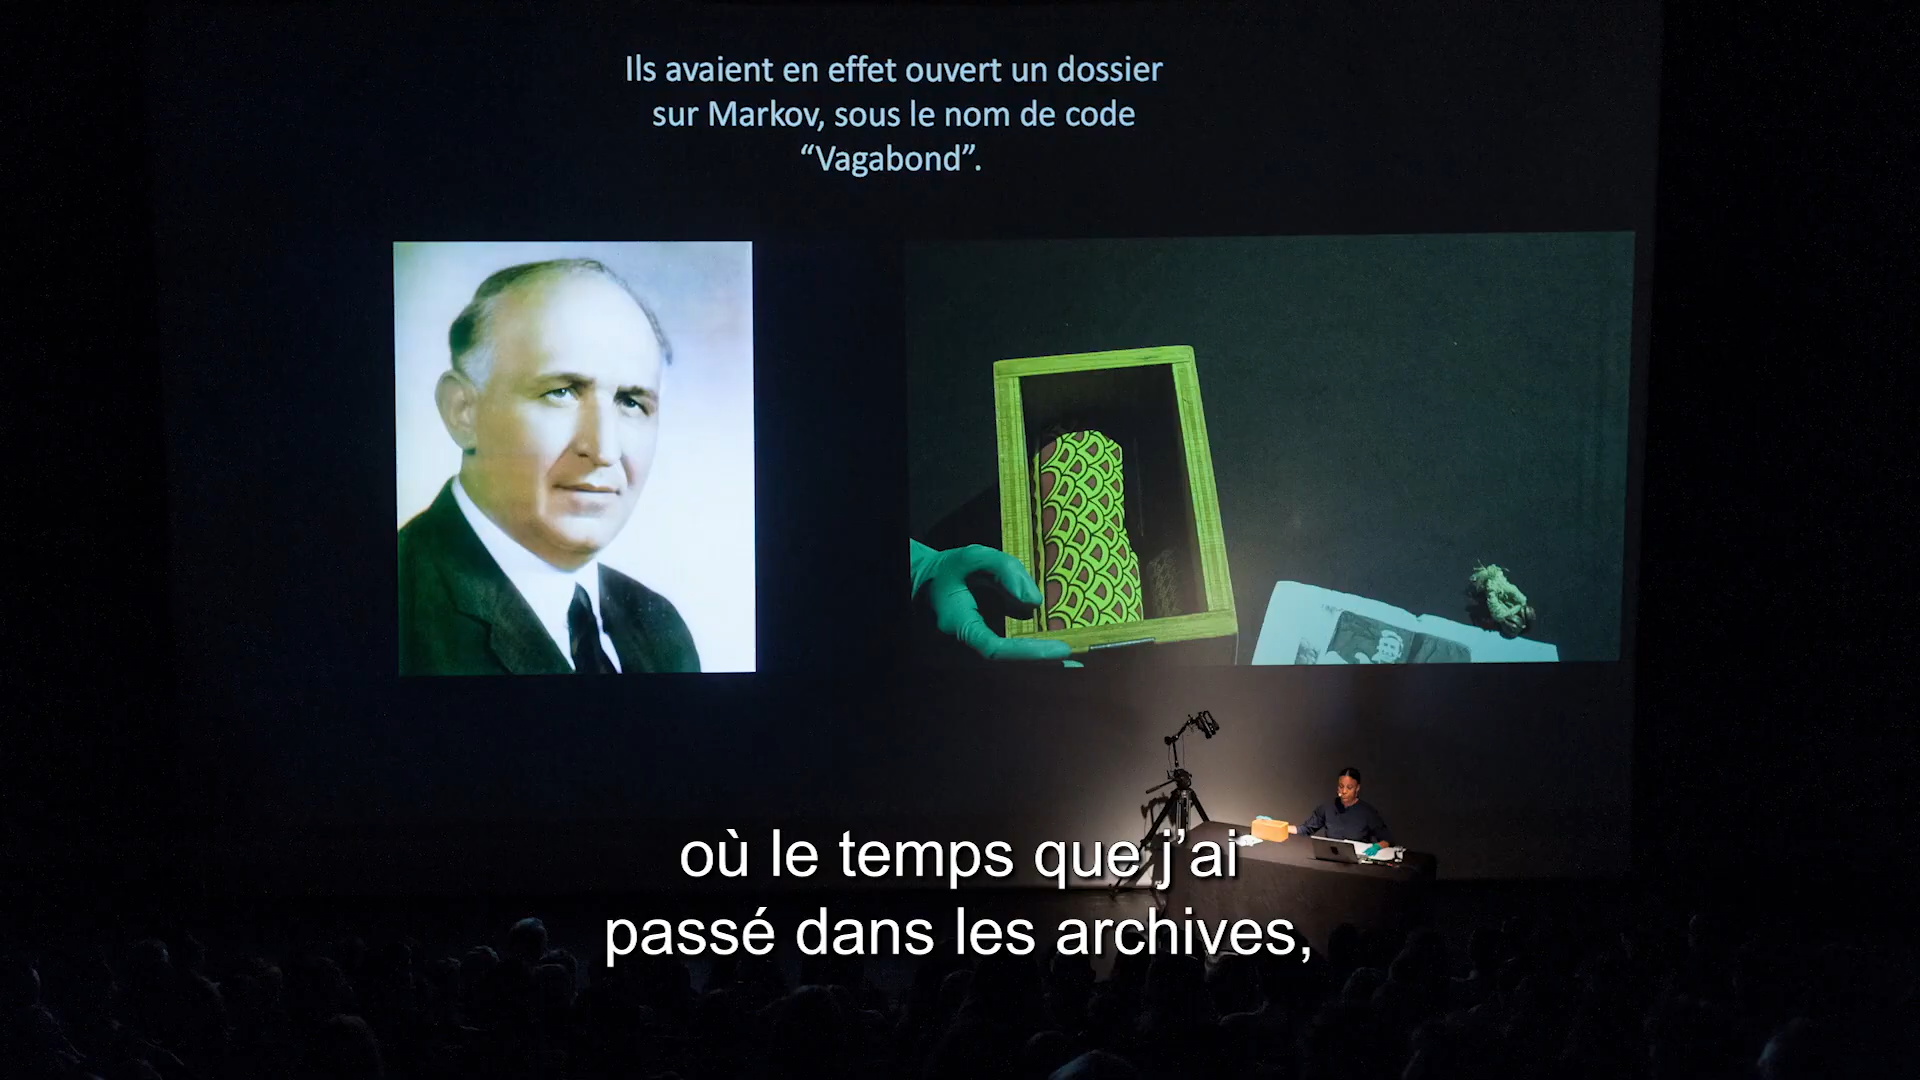 Ils avaient en effet ouvert un dossier
sur Markov, sous le nom de code
“Vagabond”.
où le temps que j’ai
passé dans les archives,